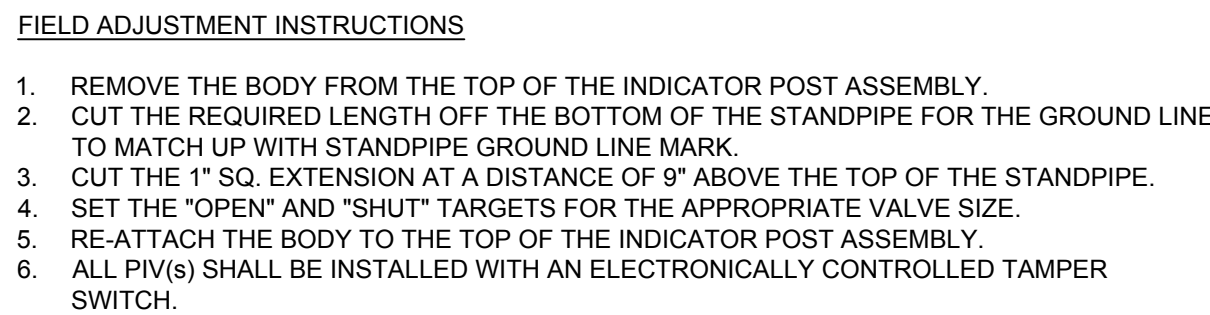 FIELD ADJUSTMENT INSTRUCTIONS
1. REMOVE THE BODY FROM THE TOP OF THE INDICATOR POST ASSEMBLY.
2. CUT THE REQUIRED LENGTH OFF THE BOTTOM OF THE STANDPIPE FOR THE GROUND LINE
TO MATCH UP WITH STANDPIPE GROUND LINE MARK.
3. CUT THE 1" SQ. EXTENSION AT A DISTANCE OF 9" ABOVE THE TOP OF THE STANDPIPE.
4. SET THE "OPEN" AND "SHUT" TARGETS FOR THE APPROPRIATE VALVE SIZE.
5. RE-ATTACH THE BODY TO THE TOP OF THE INDICATOR POST ASSEMBLY.
6. ALL PIV(s) SHALL BE INSTALLED WITH AN ELECTRONICALLY CONTROLLED TAMPER
SWITCH.